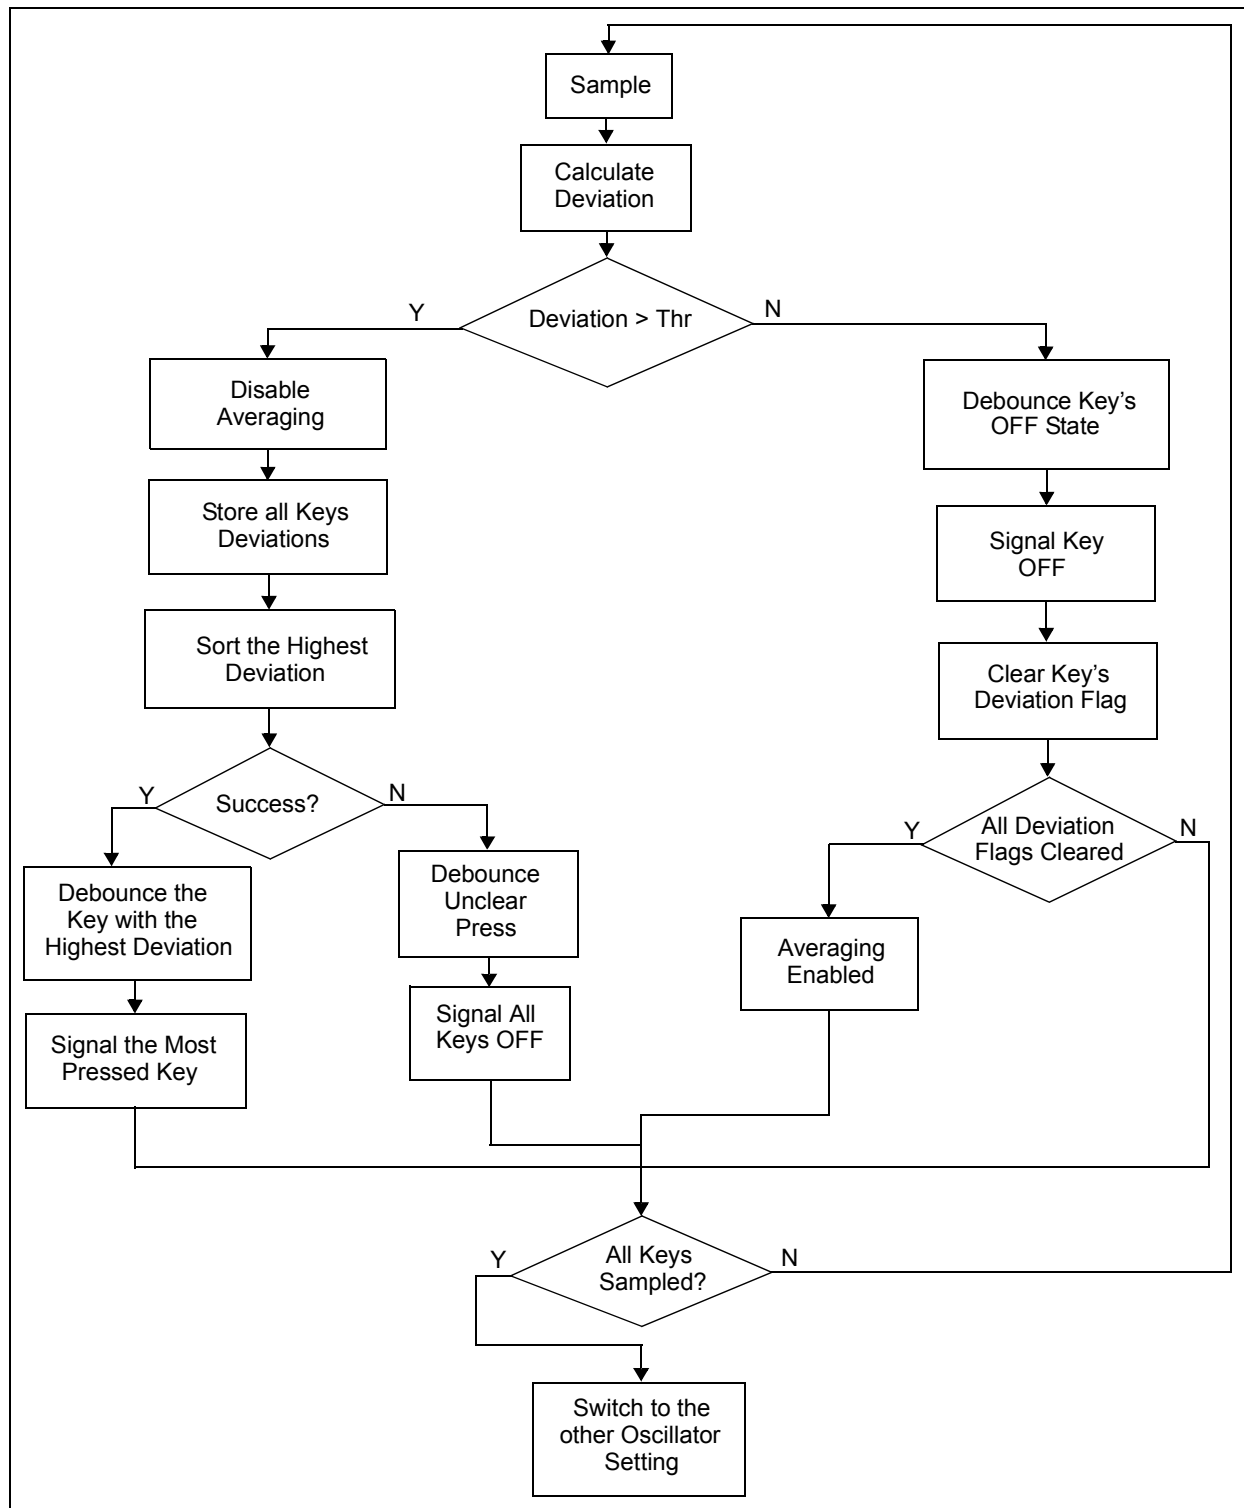 Sample
Calculate
Deviation
Deviation > Thr
Y
N
Disable
Averaging
Debounce Key’s
OFF State
Store all Keys
Deviations
Signal Key
OFF
Sort the Highest
Deviation
Clear Key’s
Deviation Flag
Success?
Y
N
All Deviation
Flags Cleared
Y
N
Debounce the
Key with the
Highest Deviation
Debounce
Unclear
Press
Averaging
Enabled
Signal the Most
Pressed Key
Signal All
Keys OFF
All Keys
Sampled?
Y
N
Switch to the
other Oscillator
Setting